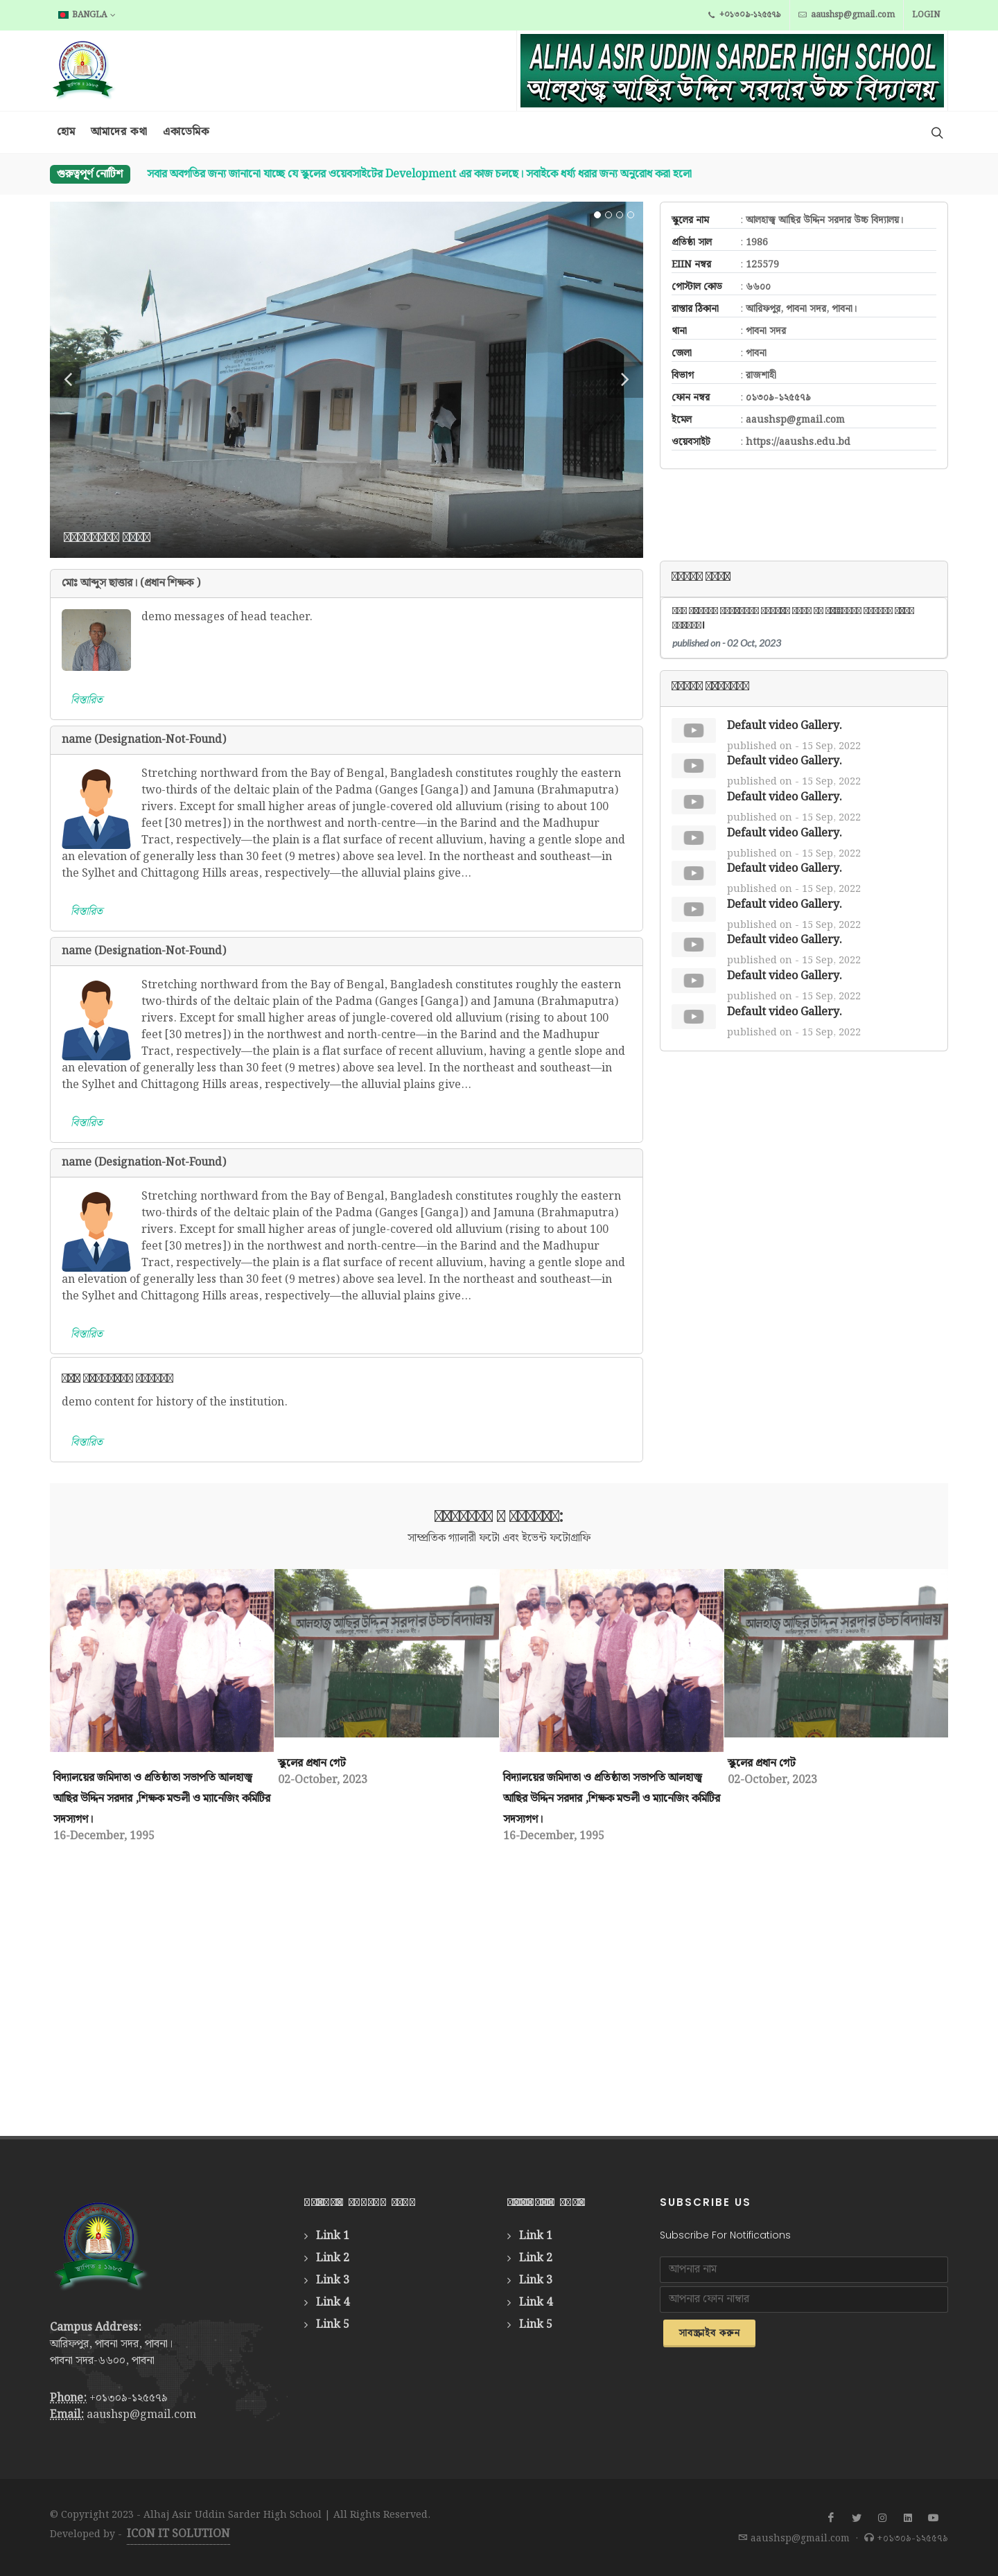 BANGLA
+০১৩০৯-১২৫৫৭৯ aaushsp@gmail.com LOGIN
স্থাপিত ঃ ১৯৮৫
ALHAJ ASIR UDDIN SARDER HIGH SCHOOL
আলহাজ্ব আছির উদ্দিন সরদার উচ্চ বিদ্যালয়
হোম আমাদের কথা একাডেমিক
গুরুত্বপূর্ণ নোটিশ সবার অবগতির জন্য জানানো যাচ্ছে যে স্কুলের ওয়েবসাইটের Development এর কাজ চলছে। সবাইকে ধর্য্য ধরার জন্য অনুরোধ করা হলো
স্কুলের নাম : আলহাজ্ব আছির উদ্দিন সরদার উচ্চ বিদ্যালয়।
প্রতিষ্ঠা সাল : 1986
EIIN নম্বর : 125579
পোস্টাল কোড : ৬৬০০
রাস্তার ঠিকানা : আরিফপুর, পাবনা সদর, পাবনা।
থানা : পাবনা সদর
জেলা : পাবনা
বিভাগ : রাজশাহী
ফোন নম্বর : ০১৩০৯-১২৫৫৭৯
ইমেল : aaushsp@gmail.com
ওয়েবসাইট : https://aaushs.edu.bd
মোঃ আব্দুস ছাত্তার। (প্রধান শিক্ষক )
demo messages of head teacher.
বিস্তারিত
published on - 02 Oct, 2023
Default video Gallery.
published on - 15 Sep, 2022
Default video Gallery.
published on - 15 Sep, 2022
Default video Gallery.
published on - 15 Sep, 2022
Default video Gallery.
published on - 15 Sep, 2022
Default video Gallery.
published on - 15 Sep, 2022
Default video Gallery.
published on - 15 Sep, 2022
Default video Gallery.
published on - 15 Sep, 2022
Default video Gallery.
published on - 15 Sep, 2022
Default video Gallery.
published on - 15 Sep, 2022
name (Designation-Not-Found)
Stretching northward from the Bay of Bengal, Bangladesh constitutes roughly the eastern
two-thirds of the deltaic plain of the Padma (Ganges [Ganga]) and Jamuna (Brahmaputra)
rivers. Except for small higher areas of jungle-covered old alluvium (rising to about 100
feet [30 metres]) in the northwest and north-centre—in the Barind and the Madhupur
Tract, respectively—the plain is a flat surface of recent alluvium, having a gentle slope and
an elevation of generally less than 30 feet (9 metres) above sea level. In the northeast and southeast—in
the Sylhet and Chittagong Hills areas, respectively—the alluvial plains give...
বিস্তারিত
name (Designation-Not-Found)
Stretching northward from the Bay of Bengal, Bangladesh constitutes roughly the eastern
two-thirds of the deltaic plain of the Padma (Ganges [Ganga]) and Jamuna (Brahmaputra)
rivers. Except for small higher areas of jungle-covered old alluvium (rising to about 100
feet [30 metres]) in the northwest and north-centre—in the Barind and the Madhupur
Tract, respectively—the plain is a flat surface of recent alluvium, having a gentle slope and
an elevation of generally less than 30 feet (9 metres) above sea level. In the northeast and southeast—in
the Sylhet and Chittagong Hills areas, respectively—the alluvial plains give...
বিস্তারিত
name (Designation-Not-Found)
Stretching northward from the Bay of Bengal, Bangladesh constitutes roughly the eastern
two-thirds of the deltaic plain of the Padma (Ganges [Ganga]) and Jamuna (Brahmaputra)
rivers. Except for small higher areas of jungle-covered old alluvium (rising to about 100
feet [30 metres]) in the northwest and north-centre—in the Barind and the Madhupur
Tract, respectively—the plain is a flat surface of recent alluvium, having a gentle slope and
an elevation of generally less than 30 feet (9 metres) above sea level. In the northeast and southeast—in
the Sylhet and Chittagong Hills areas, respectively—the alluvial plains give...
বিস্তারিত
demo content for history of the institution.
বিস্তারিত
সাম্প্রতিক গ্যালারী ফটো এবং ইভেন্ট ফটোগ্রাফি
আলহাজ্ব আছির উদ্দিন সরদার উচ্চ বিদ্যালয়
আলহাজ্ব আছির উদ্দিন সরদার উচ্চ বিদ্যালয়
বিদ্যালয়ের জমিদাতা ও প্রতিষ্ঠাতা সভাপতি আলহাজ্ব
আছির উদ্দিন সরদার ,শিক্ষক মন্ডলী ও ম্যানেজিং কমিটির
সদস্যগণ।
16-December, 1995
স্কুলের প্রধান গেট
02-October, 2023
বিদ্যালয়ের জমিদাতা ও প্রতিষ্ঠাতা সভাপতি আলহাজ্ব
আছির উদ্দিন সরদার ,শিক্ষক মন্ডলী ও ম্যানেজিং কমিটির
সদস্যগণ।
16-December, 1995
স্কুলের প্রধান গেট
02-October, 2023
স্থাপিত ঃ ১৯৮৫
Campus Address:
আরিফপুর, পাবনা সদর, পাবনা।
পাবনা সদর-৬৬০০, পাবনা
Phone: +০১৩০৯-১২৫৫৭৯
Email: aaushsp@gmail.com
Link 1
Link 2
Link 3
Link 4
Link 5
Link 1
Link 2
Link 3
Link 4
Link 5
SUBSCRIBE US
Subscribe For Notifications
আপনার নাম
আপনার ফোন নাম্বার
সাবস্ক্রাইব করুন
© Copyright 2023 - Alhaj Asir Uddin Sarder High School | All Rights Reserved.
Developed by - ICON IT SOLUTION
aaushsp@gmail.com · +০১৩০৯-১২৫৫৭৯